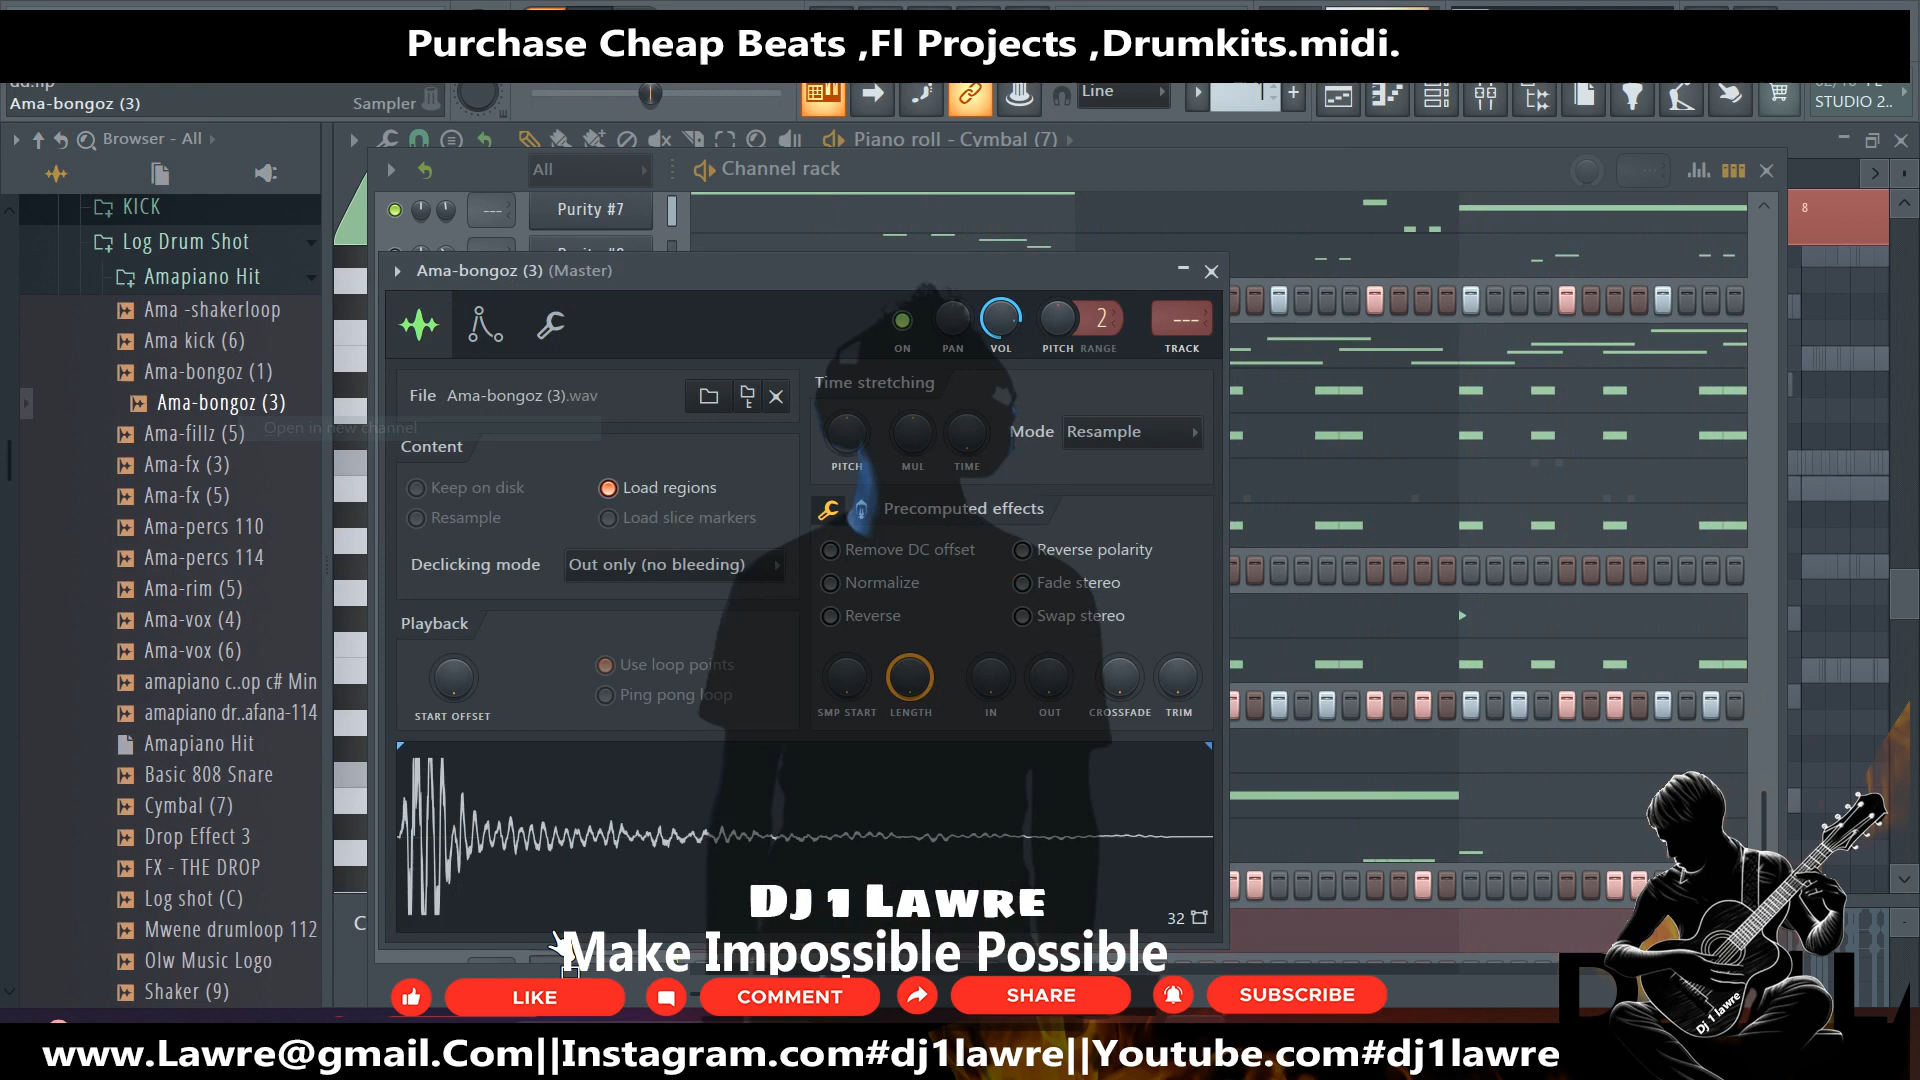 Purchase Cheap Beats ,Fl Projects ,Drumkits.midi.
Ama-bongoz (3)
Sampler
Line
STUDIO 2..
Browser - All
Piano roll - Cymbal (7)
All
Channel rack
KICK
Log Drum Shot
Amapiano Hit
Ama -shakerloop
Ama kick (6)
Ama-bongoz (1)
Ama-bongoz (3)
Ama-fillz (5)
Open in new channel
Ama-fx (3)
Ama-fx (5)
Ama-percs 110
Ama-percs 114
Ama-rim (5)
Ama-vox (4)
Ama-vox (6)
amapiano c..op c# Min
amapiano dr..afana-114
Amapiano Hit
Basic 808 Snare
Cymbal (7)
Drop Effect 3
FX - THE DROP
Log shot (C)
Mwene drumloop 112
Olw Music Logo
Shaker (9)
---
Purity #7
8
Ama-bongoz (3) (Master)
2
---
ON
PAN
VOL
PITCH
RANGE
TRACK
File
Ama-bongoz (3).wav
Time stretching
Mode
Resample
PITCH
MUL
TIME
Content
Keep on disk
Load regions
Resample
Load slice markers
Declicking mode
Out only (no bleeding)
Precomputed effects
Remove DC offset
Reverse polarity
Normalize
Fade stereo
Reverse
Swap stereo
Playback
Use loop points
Ping pong loop
START OFFSET
SMP START
LENGTH
IN
OUT
CROSSFADE
TRIM
32
C
Dj 1 Lawre
Make Impossible Possible
LIKE
COMMENT
SHARE
SUBSCRIBE
Dj 1 lawre
www.Lawre@gmail.Com||Instagram.com#dj1lawre||Youtube.com#dj1lawre